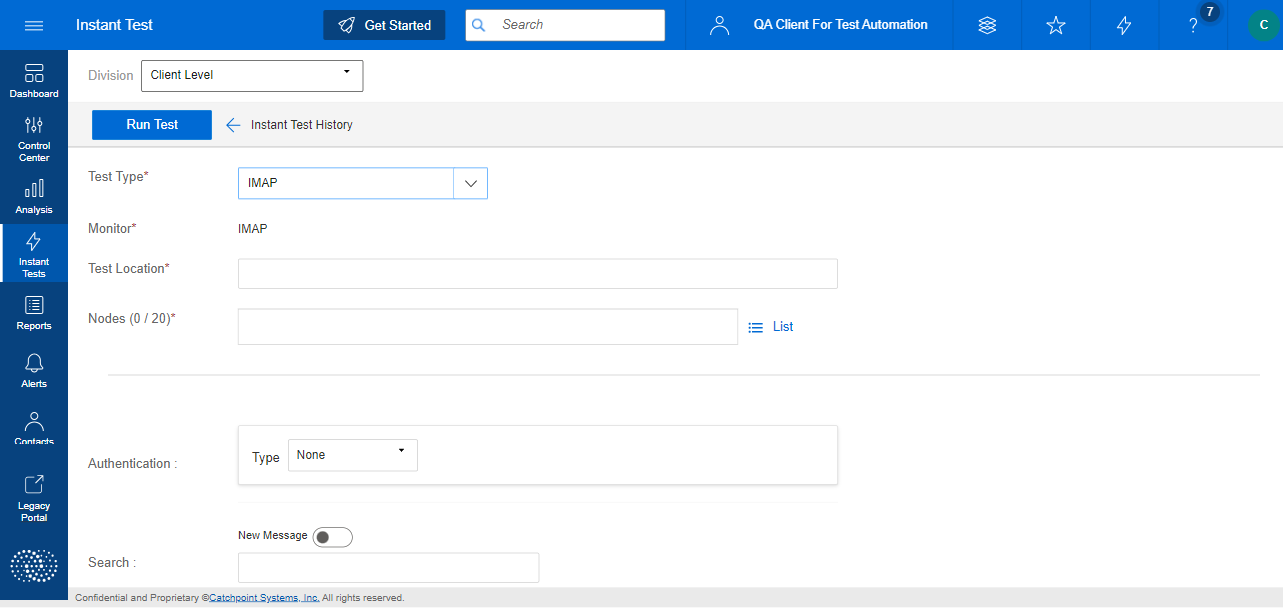 Instant Test
Get Started
Search
QA Client For Test Automation
?
7
C
Dashboard
Control
Center
Analysis
Instant
Tests
Reports
Alerts
Contacts
Legacy
Portal
Division
Client Level
Run Test
Instant Test History
Test Type*
IMAP
Monitor*
IMAP
Test Location*
Nodes (0 / 20)*
List
Authentication :
Type
None
New Message
Search :
Confidential and Proprietary ©Catchpoint Systems, Inc. All rights reserved.